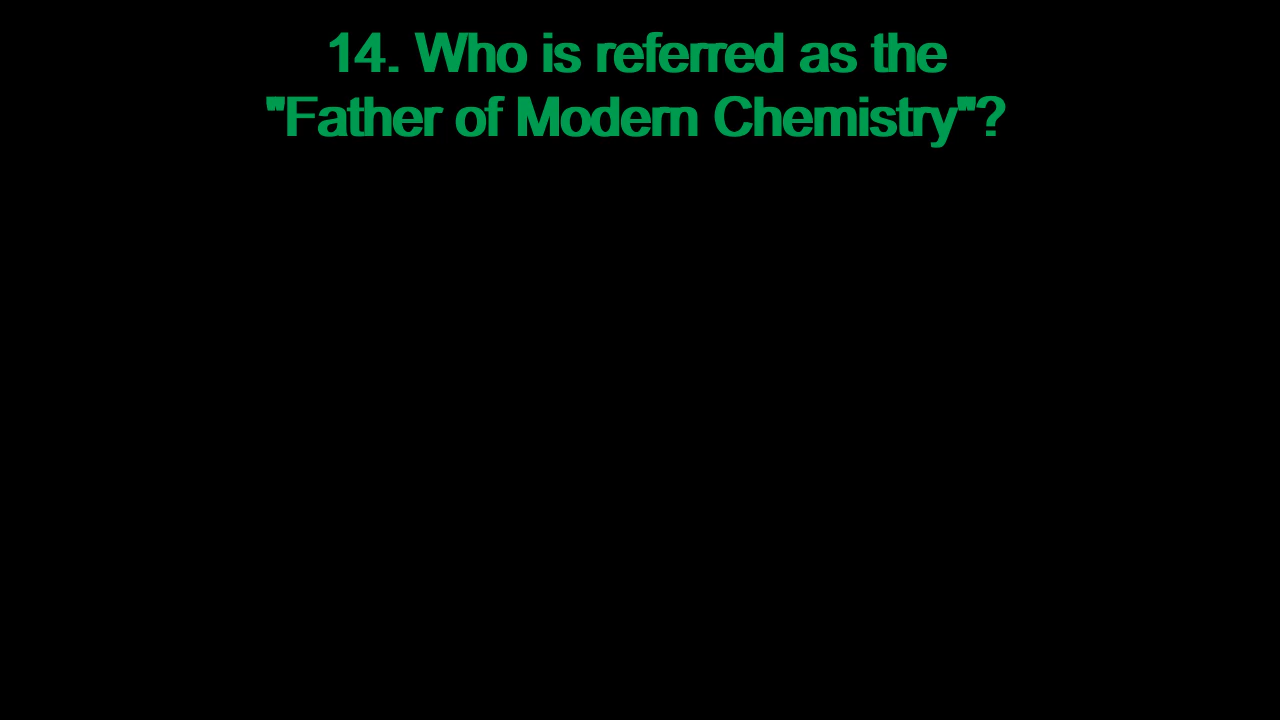 14. Who is referred as the
"Father of Modern Chemistry"?